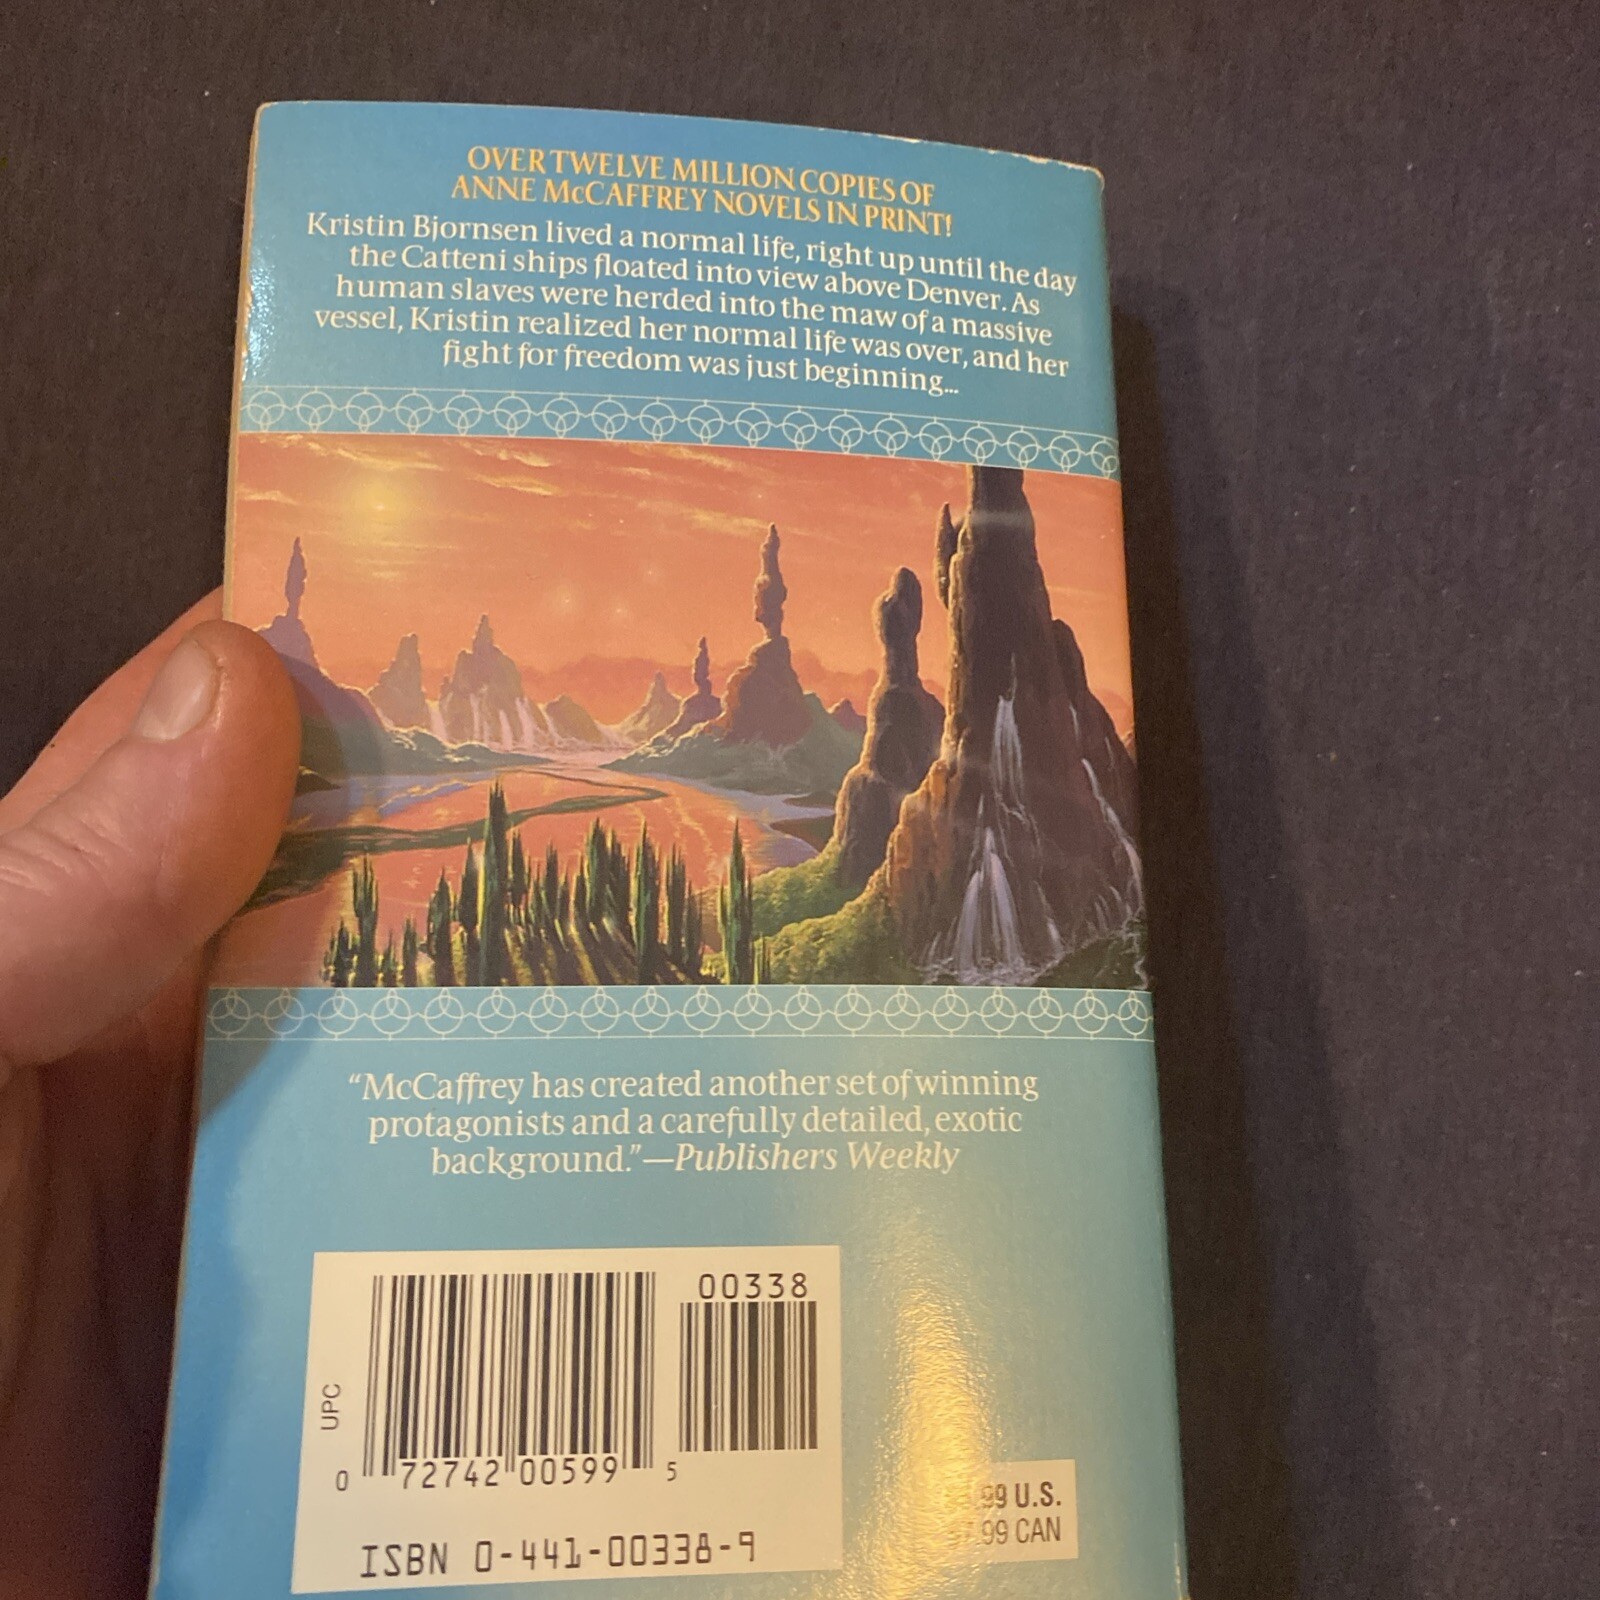 OVER TWELVE MILLION COPIES OF
ANNE McCAFFREY NOVELS IN PRINT!
Kristin Bjornsen lived a normal life, right up until the day
the Catteni ships floated into view above Denver. As
human slaves were herded into the maw of a massive
vessel, Kristin realized her normal life was over, and her
fight for freedom was just beginning...
“McCaffrey has created another set of winning
protagonists and a carefully detailed, exotic
background.”—Publishers Weekly
00338
UPC
0 72742 00599 5
ISBN 0-441-00338-9
.99 U.S.
.99 CAN